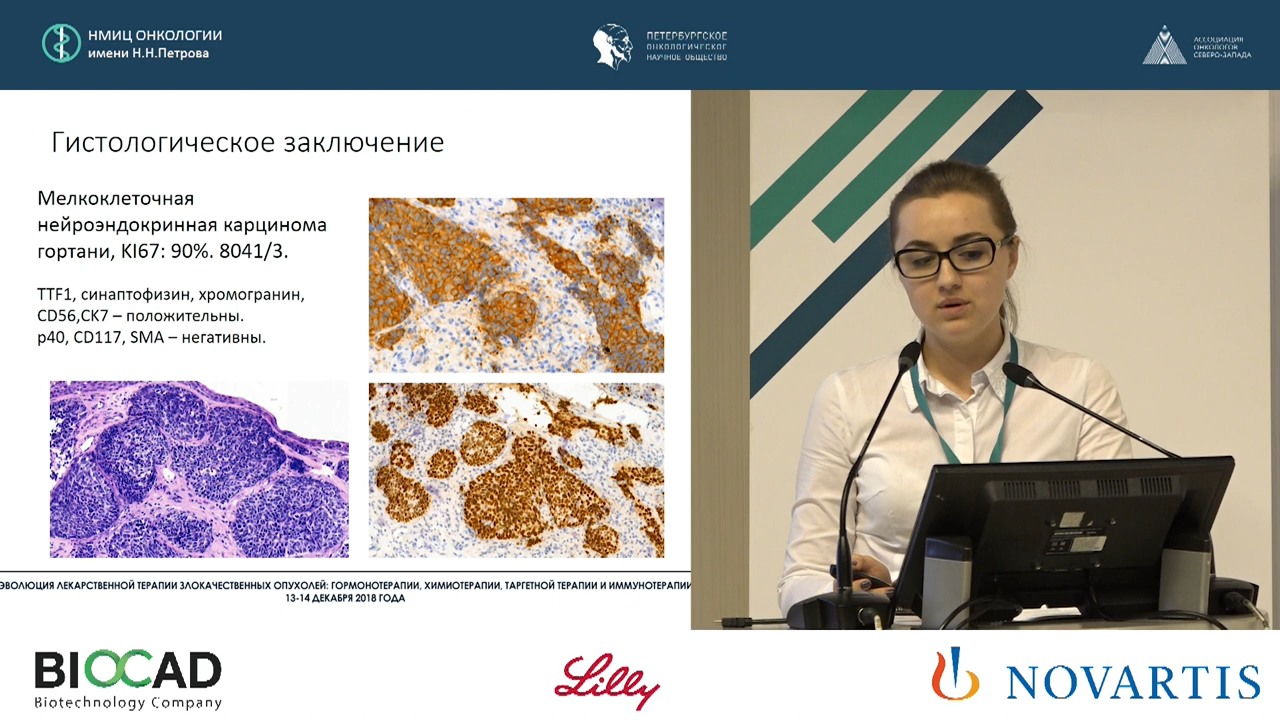 НМИЦ ОНКОЛОГИИ
имени Н.Н.Петрова
ПЕТЕРБУРГСКОЕ
ОНКОЛОГИЧЕСКОЕ
НАУЧНОЕ ОБЩЕСТВО
АССОЦИАЦИЯ
ОНКОЛОГОВ
СЕВЕРО-ЗАПАДА
Гистологическое заключение
Мелкоклеточная
нейроэндокринная карцинома
гортани, KI67: 90%. 8041/3.
TTF1, синаптофизин, хромогранин,
CD56,CK7 – положительны.
p40, CD117, SMA – негативны.
ЭВОЛЮЦИЯ ЛЕКАРСТВЕННОЙ ТЕРАПИИ ЗЛОКАЧЕСТВЕННЫХ ОПУХОЛЕЙ: ГОРМОНОТЕРАПИИ, ХИМИОТЕРАПИИ, ТАРГЕТНОЙ ТЕРАПИИ И ИММУНОТЕРАПИИ
13-14 ДЕКАБРЯ 2018 ГОДА
BIOCAD
Biotechnology Company
Lilly
NOVARTIS